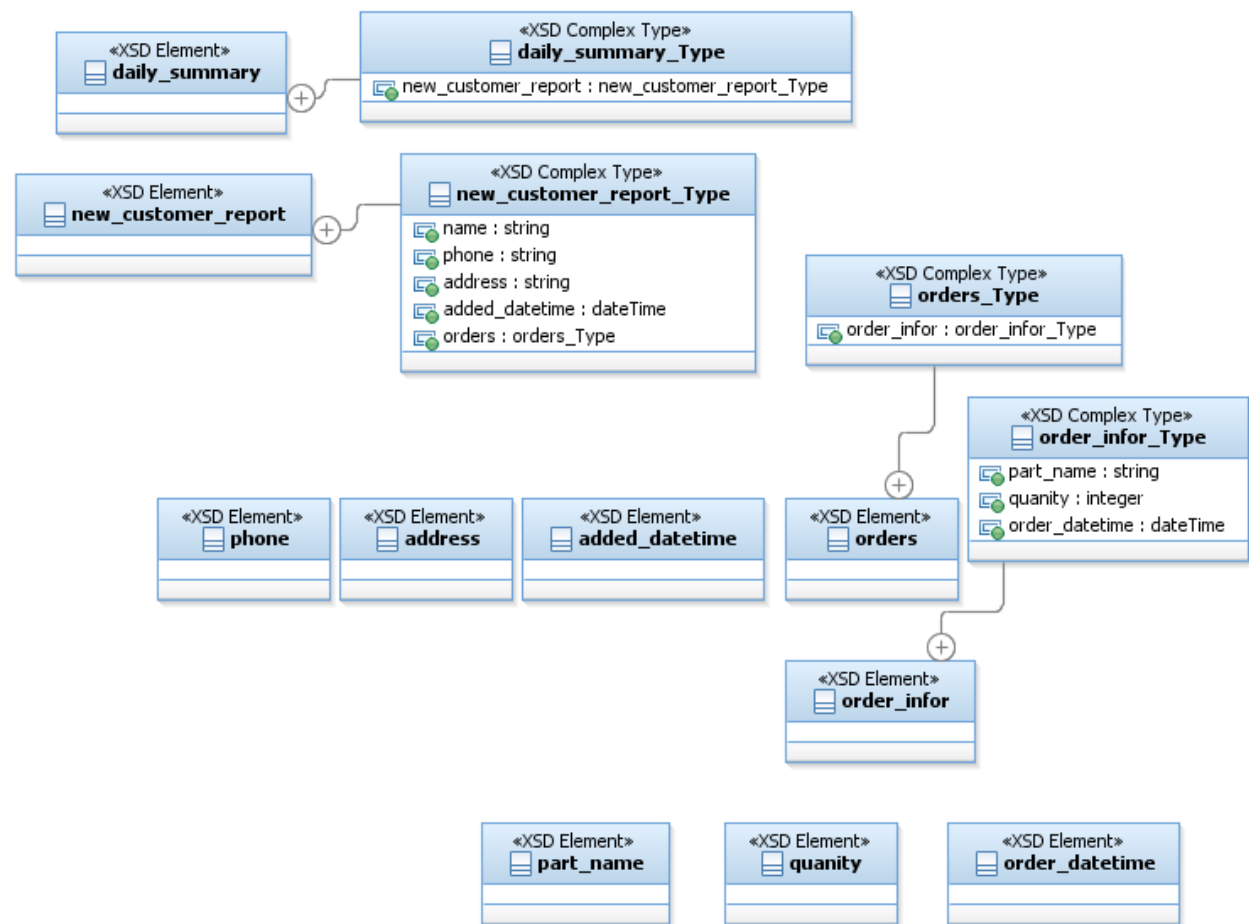 «XSD Element»
daily_summary
«XSD Complex Type»
daily_summary_Type
new_customer_report : new_customer_report_Type
«XSD Element»
new_customer_report
«XSD Complex Type»
new_customer_report_Type
name : string
phone : string
address : string
added_datetime : dateTime
orders : orders_Type
«XSD Complex Type»
orders_Type
order_infor : order_infor_Type
«XSD Complex Type»
order_infor_Type
part_name : string
quanity : integer
order_datetime : dateTime
«XSD Element»
phone
«XSD Element»
address
«XSD Element»
added_datetime
«XSD Element»
orders
«XSD Element»
order_infor
«XSD Element»
part_name
«XSD Element»
quanity
«XSD Element»
order_datetime